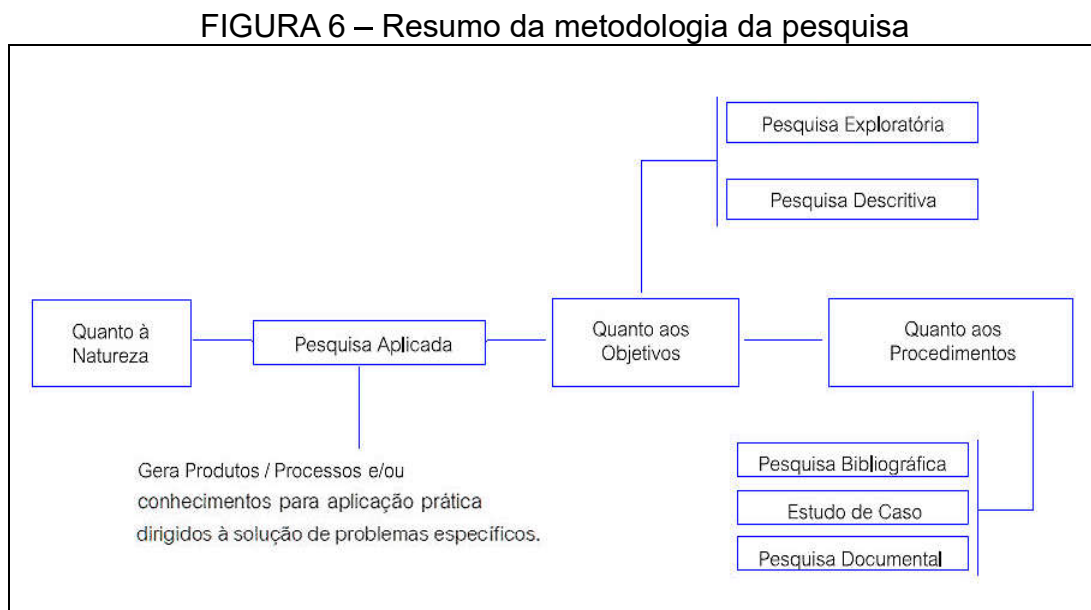 FIGURA 6 – Resumo da metodologia da pesquisa
Pesquisa Exploratória
Pesquisa Descritiva
Quanto à
Natureza
Pesquisa Aplicada
Quanto aos
Objetivos
Quanto aos
Procedimentos
Gera Produtos / Processos e/ou
conhecimentos para aplicação prática
dirigidos à solução de problemas específicos.
Pesquisa Bibliográfica
Estudo de Caso
Pesquisa Documental